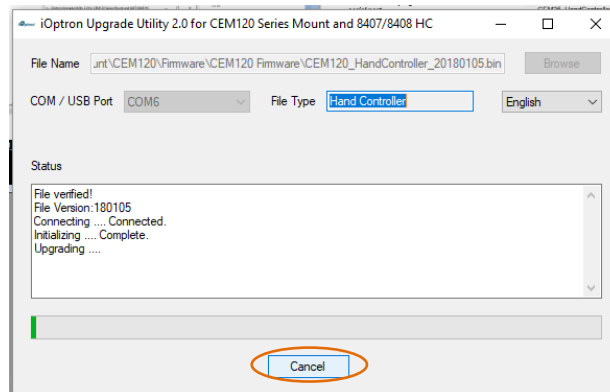 iOptron Upgrade Utility 2.0 for CEM120 Series Mount and 8407/8408 HC
File Name unt\CEM120\Firmware\CEM120 Firmware\CEM120_HandController_20180105.bin Browse
COM / USB Port COM6 File Type Hand Controller English
Status
File verified!
File Version:180105
Connecting .... Connected.
Initializing .... Complete.
Upgrading ....
Cancel